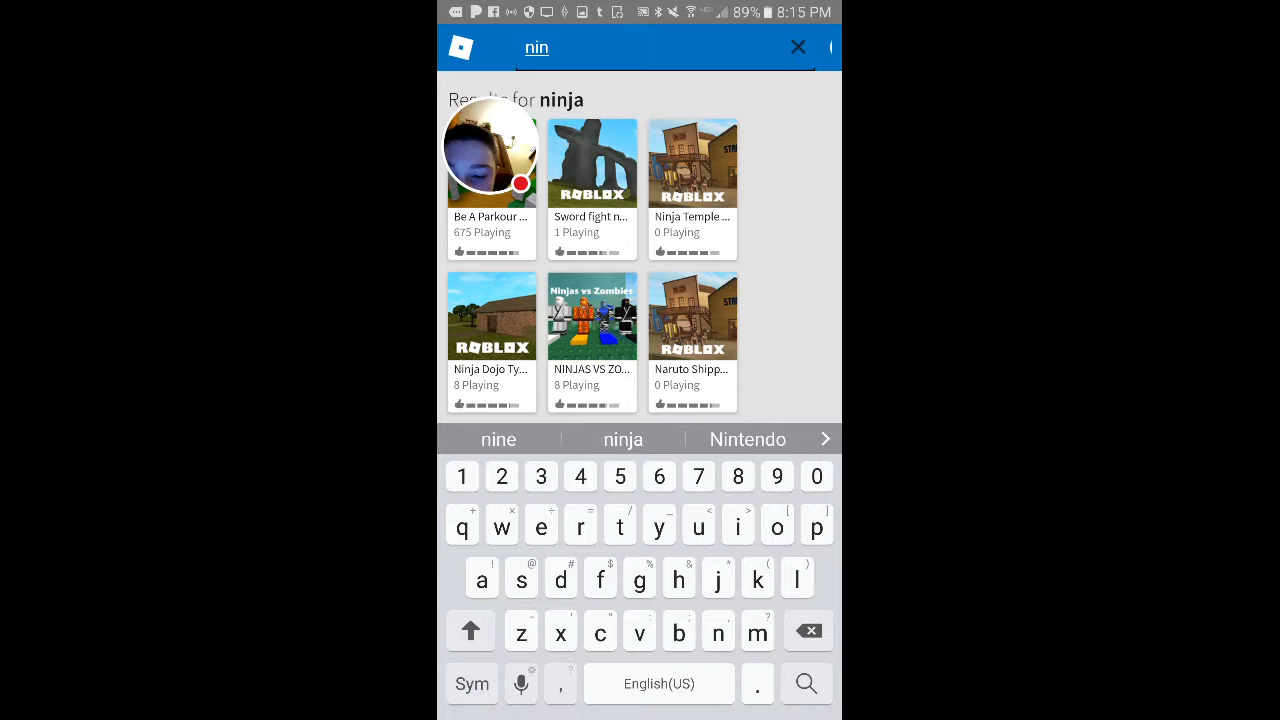 89% 8:15 PM
nin
Results for ninja
ROBLOX
STA
ROBLOX
Be A Parkour ...
Sword fight n...
Ninja Temple ...
675 Playing
1 Playing
0 Playing
ROBLOX
Ninjas vs Zombies
STA
ROBLOX
Ninja Dojo Ty...
NINJAS VS ZO...
Naruto Shipp...
8 Playing
8 Playing
0 Playing
nine ninja Nintendo
1 2 3 4 5 6 7 8 9 0
+ × ÷ = / _ < > [ ]
q w e r t y u i o p
! @ # $ % & * ( )
a s d f g h j k l
- ' " : ; , ?
z x c v b n m
Sym , ? English(US) .